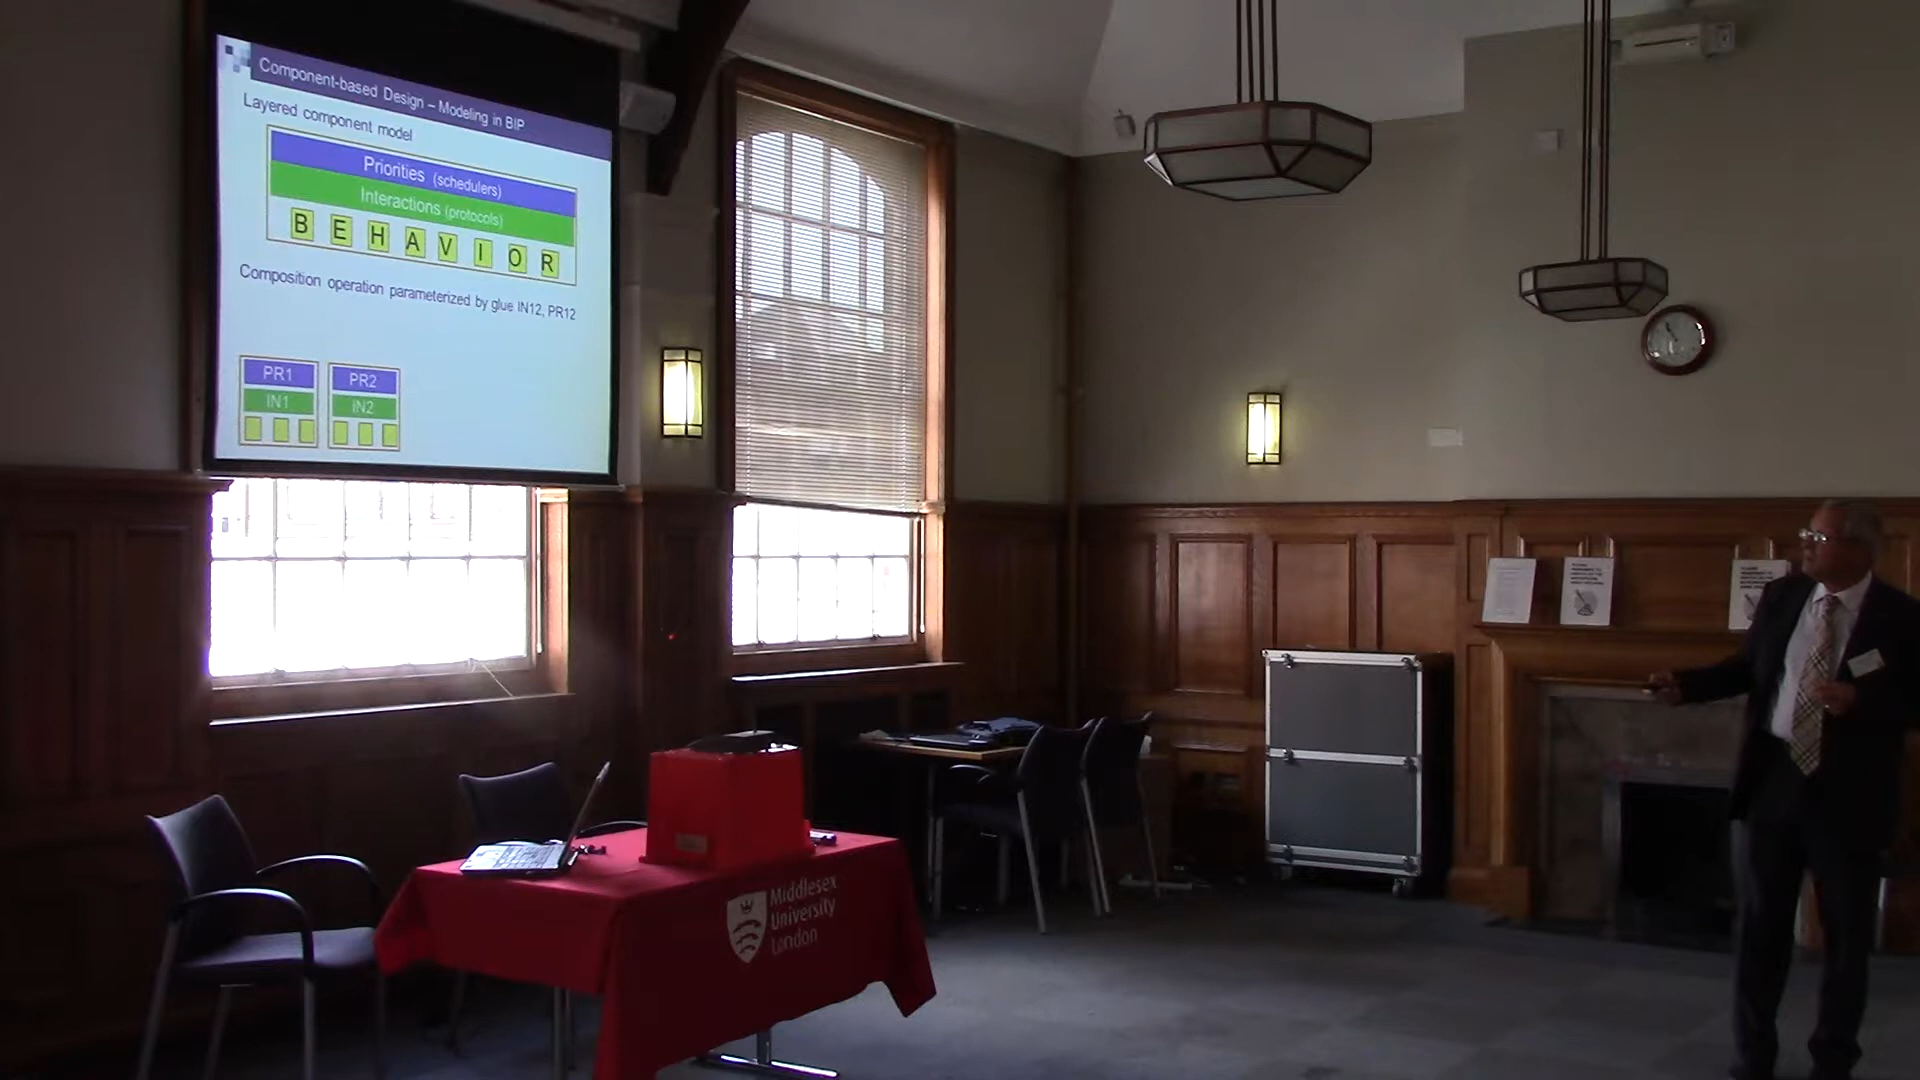 Component-based Design – Modeling in BIP
Layered component model
Priorities (schedulers)
Interactions (protocols)
B E H A V I O R
Composition operation parameterized by glue IN12, PR12
PR1 PR2
IN1 IN2
Middlesex
University
London